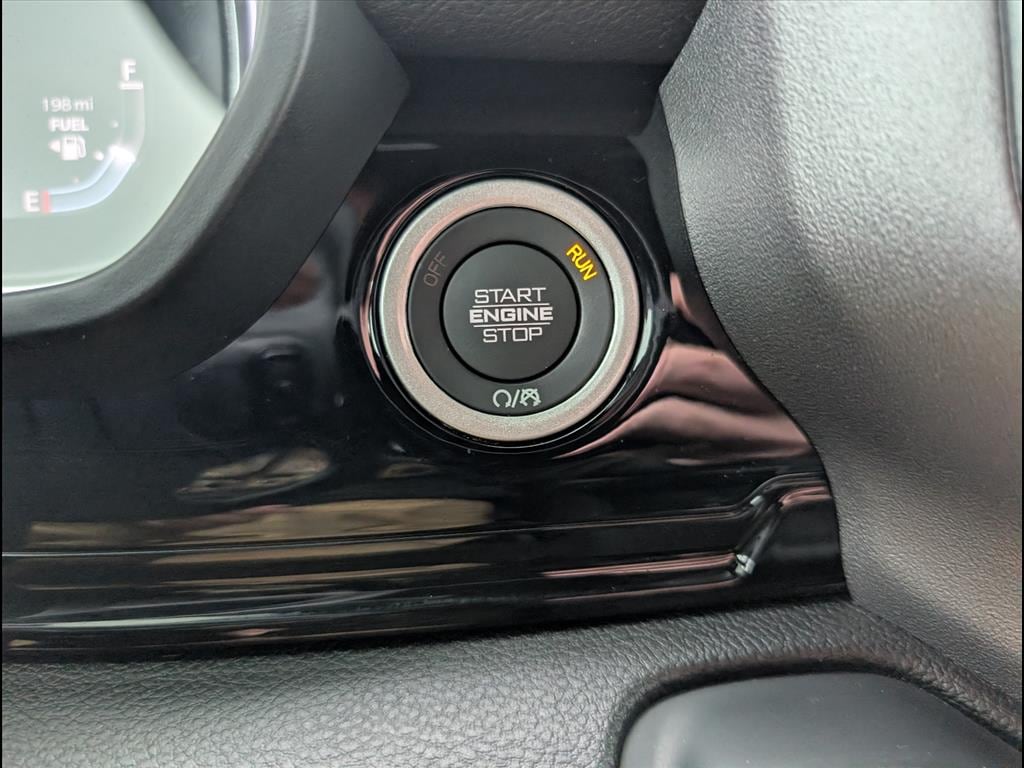 F
198 mi
FUEL
E
OFF
RUN
START
ENGINE
STOP